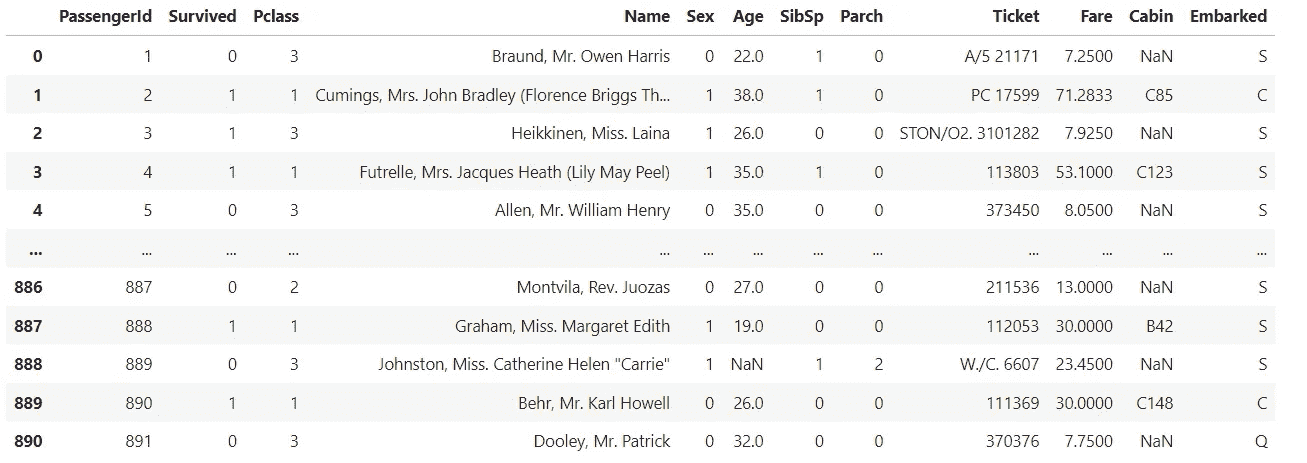 PassengerId Survived Pclass Name Sex Age SibSp Parch Ticket Fare Cabin Embarked
0 1 0 3 Braund, Mr. Owen Harris 0 22.0 1 0 A/5 21171 7.2500 NaN S
1 2 1 1 Cumings, Mrs. John Bradley (Florence Briggs Th... 1 38.0 1 0 PC 17599 71.2833 C85 C
2 3 1 3 Heikkinen, Miss. Laina 1 26.0 0 0 STON/O2. 3101282 7.9250 NaN S
3 4 1 1 Futrelle, Mrs. Jacques Heath (Lily May Peel) 1 35.0 1 0 113803 53.1000 C123 S
4 5 0 3 Allen, Mr. William Henry 0 35.0 0 0 373450 8.0500 NaN S
... ... ... ... ... ... ... ... ... ... ... ... ...
886 887 0 2 Montvila, Rev. Juozas 0 27.0 0 0 211536 13.0000 NaN S
887 888 1 1 Graham, Miss. Margaret Edith 1 19.0 0 0 112053 30.0000 B42 S
888 889 0 3 Johnston, Miss. Catherine Helen "Carrie" 1 NaN 1 2 W./C. 6607 23.4500 NaN S
889 890 1 1 Behr, Mr. Karl Howell 0 26.0 0 0 111369 30.0000 C148 C
890 891 0 3 Dooley, Mr. Patrick 0 32.0 0 0 370376 7.7500 NaN Q